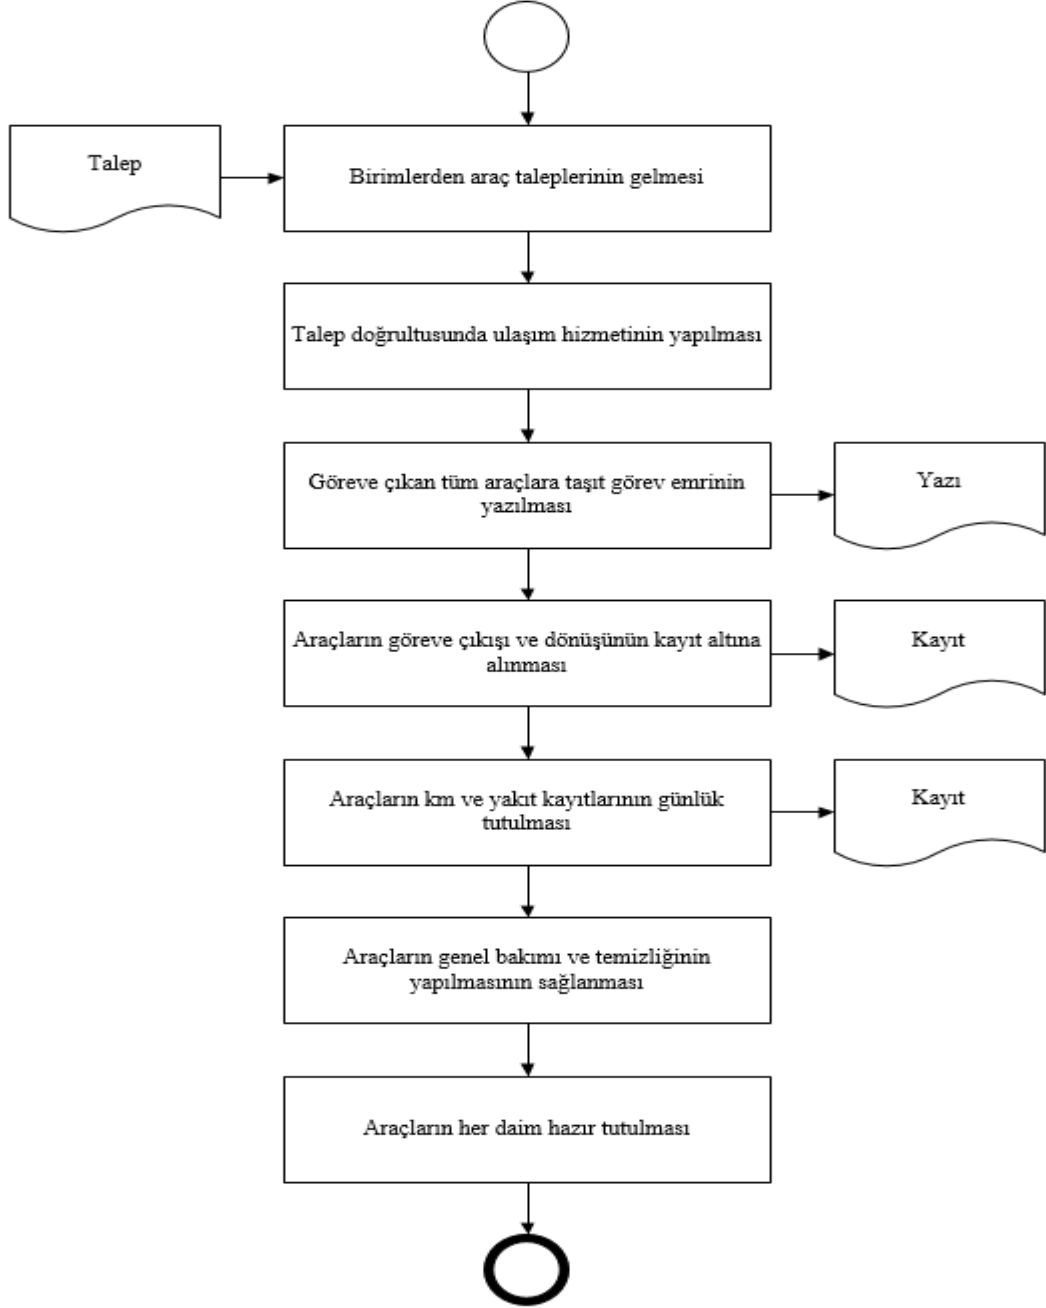 Talep
Birimlerden araç taleplerinin gelmesi
Talep doğrultusunda ulaşım hizmetinin yapılması
Göreve çıkan tüm araçlara taşıt görev emrinin
yazılması
Yazı
Araçların göreve çıkışı ve dönüşünün kayıt altına
alınması
Kayıt
Araçların km ve yakıt kayıtlarının günlük
tutulması
Kayıt
Araçların genel bakımı ve temizliğinin
yapılmasının sağlanması
Araçların her daim hazır tutulması